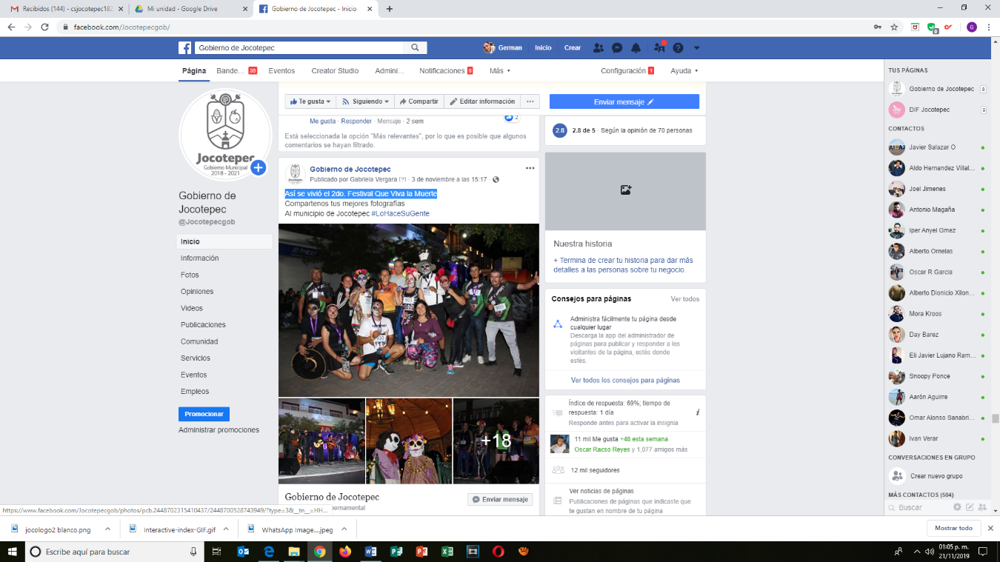 Recibidos (144) - csjocotepec18
Mi unidad - Google Drive
Gobierno de Jocotepec - Inicio
facebook.com/Jocotepecgob/
G
Gobierno de Jocotepec
German
Inicio
Crear
Página
Bande... 35
Eventos
Creator Studio
Admini...
Notificaciones 8
Más
Configuración 1
Ayuda
Jocotepec
Gobierno Municipal
2018 - 2021
Gobierno de
Jocotepec
@Jocotepecgob
Inicio
Información
Fotos
Opiniones
Videos
Publicaciones
Comunidad
Servicios
Eventos
Empleos
Promocionar
Administrar promociones
Te gusta
Siguiendo
Compartir
Editar información
Me gusta · Responder · Mensaje · 2 sem
2
Está seleccionada la opción "Más relevantes", por lo que es posible que algunos
comentarios se hayan filtrado.
Gobierno de Jocotepec
Publicado por Gabriela Vergara [?] · 3 de noviembre a las 15:17 ·
Así se vivió el 2do. Festival Que Viva la Muerte
Compartenos tus mejores fotografías
Al municipio de Jocotepec #LoHaceSuGente
+18
Gobierno de Jocotepec
Enviar mensaje
Enviar mensaje
2.8
2.8 de 5 · Según la opinión de 70 personas
Nuestra historia
+ Termina de crear tu historia para dar más
detalles a las personas sobre tu negocio.
Consejos para páginas
Ver todos
Administra fácilmente tu página desde
cualquier lugar
Descarga la app del administrador de
páginas para publicar y responder a los
visitantes de la página, estés donde
estés.
Ver todos los consejos para páginas
Índice de respuesta: 69%; tiempo de
respuesta: 1 día
Responde antes para activar la insignia
11 mil Me gusta +48 esta semana
Oscar Racso Reyes y 1,077 amigos más
12 mil seguidores
Ver noticias de páginas
Publicaciones de páginas que indicaste que
te gustan en nombre de tu página
TUS PÁGINAS
Gobierno de Jocotepec 8
DIF Jocotepec 9
CONTACTOS
Javier Salazar O
Aldo Hernandez Villal...
Joel Jimenes
Antonio Magaña
Iper Anyel Gmez
Alberto Ornelas
Oscar R Garcia
Alberto Dionicio Xilon...
Mora Kroos
Day Barez
Eli Javier Lujano Ram...
Snoopy Ponce
Aarón Aguirre
Omar Alonso Sanabri...
Ivan Verar
CONVERSACIONES EN GRUPO
Crear nuevo grupo
MÁS CONTACTOS (504)
Buscar
https://www.facebook.com/Jocotepecgob/photos/pcb.2448702315410437/2448700528743949/?type=3&__tn__=HH...
jocologo2 blanco.png
Interactive-index-GIF.gif
WhatsApp Image....jpeg
Mostrar todo
Escribe aquí para buscar
01:05 p. m.
21/11/2019